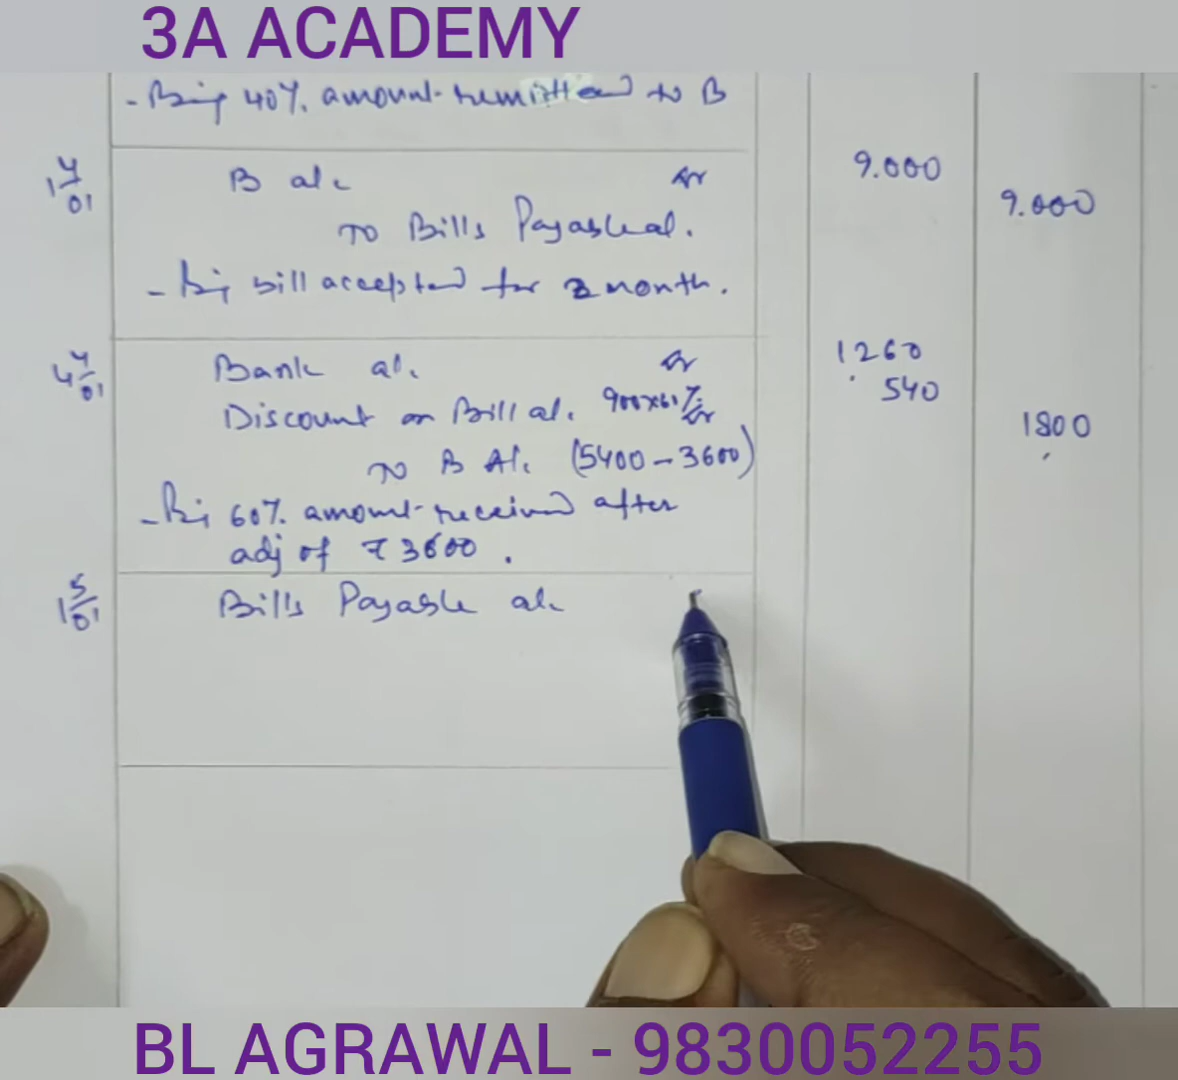 3A ACADEMY
- Being 40% amount remitted to B
1 4/01 B a/c Dr 9.000
To Bills Payable a/. 9.000
- Being bill accepted for 3 month.
4 4/01 Bank a/. Dr 1260
Discount on Bill a/. 900x60% Dr 540
To B A/. (5400-3600) 1800
- Being 60% amount received after
adj of ₹3600.
1 5/01 Bills Payable a/c
BL AGRAWAL - 9830052255